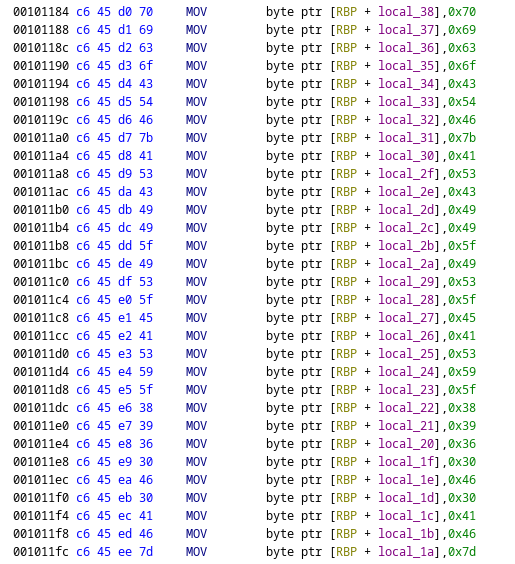 00101184 c6 45 d0 70 MOV byte ptr [RBP + local_38],0x70
00101188 c6 45 d1 69 MOV byte ptr [RBP + local_37],0x69
0010118c c6 45 d2 63 MOV byte ptr [RBP + local_36],0x63
00101190 c6 45 d3 6f MOV byte ptr [RBP + local_35],0x6f
00101194 c6 45 d4 43 MOV byte ptr [RBP + local_34],0x43
00101198 c6 45 d5 54 MOV byte ptr [RBP + local_33],0x54
0010119c c6 45 d6 46 MOV byte ptr [RBP + local_32],0x46
001011a0 c6 45 d7 7b MOV byte ptr [RBP + local_31],0x7b
001011a4 c6 45 d8 41 MOV byte ptr [RBP + local_30],0x41
001011a8 c6 45 d9 53 MOV byte ptr [RBP + local_2f],0x53
001011ac c6 45 da 43 MOV byte ptr [RBP + local_2e],0x43
001011b0 c6 45 db 49 MOV byte ptr [RBP + local_2d],0x49
001011b4 c6 45 dc 49 MOV byte ptr [RBP + local_2c],0x49
001011b8 c6 45 dd 5f MOV byte ptr [RBP + local_2b],0x5f
001011bc c6 45 de 49 MOV byte ptr [RBP + local_2a],0x49
001011c0 c6 45 df 53 MOV byte ptr [RBP + local_29],0x53
001011c4 c6 45 e0 5f MOV byte ptr [RBP + local_28],0x5f
001011c8 c6 45 e1 45 MOV byte ptr [RBP + local_27],0x45
001011cc c6 45 e2 41 MOV byte ptr [RBP + local_26],0x41
001011d0 c6 45 e3 53 MOV byte ptr [RBP + local_25],0x53
001011d4 c6 45 e4 59 MOV byte ptr [RBP + local_24],0x59
001011d8 c6 45 e5 5f MOV byte ptr [RBP + local_23],0x5f
001011dc c6 45 e6 38 MOV byte ptr [RBP + local_22],0x38
001011e0 c6 45 e7 39 MOV byte ptr [RBP + local_21],0x39
001011e4 c6 45 e8 36 MOV byte ptr [RBP + local_20],0x36
001011e8 c6 45 e9 30 MOV byte ptr [RBP + local_1f],0x30
001011ec c6 45 ea 46 MOV byte ptr [RBP + local_1e],0x46
001011f0 c6 45 eb 30 MOV byte ptr [RBP + local_1d],0x30
001011f4 c6 45 ec 41 MOV byte ptr [RBP + local_1c],0x41
001011f8 c6 45 ed 46 MOV byte ptr [RBP + local_1b],0x46
001011fc c6 45 ee 7d MOV byte ptr [RBP + local_1a],0x7d